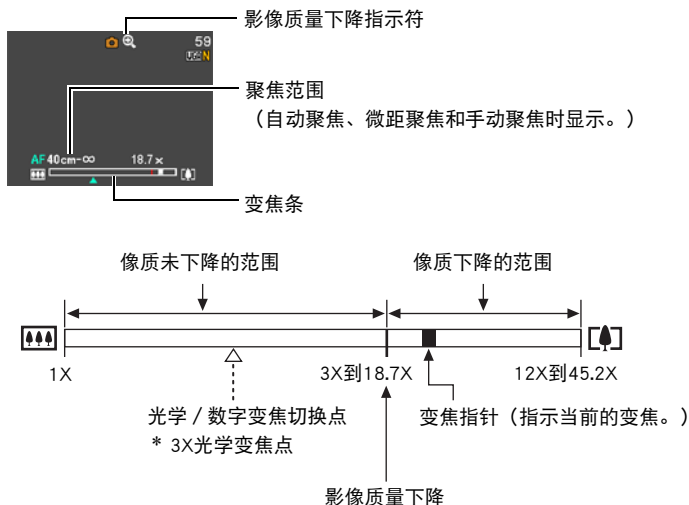 影像质量下降指示符
59
N
聚焦范围
（自动聚焦、微距聚焦和手动聚焦时显示。）
AF40cm-∞ 18.7×
变焦条
像质未下降的范围 像质下降的范围
1X 3X到18.7X 12X到45.2X
光学 / 数字变焦切换点 变焦指针（指示当前的变焦。）
* 3X光学变焦点
影像质量下降